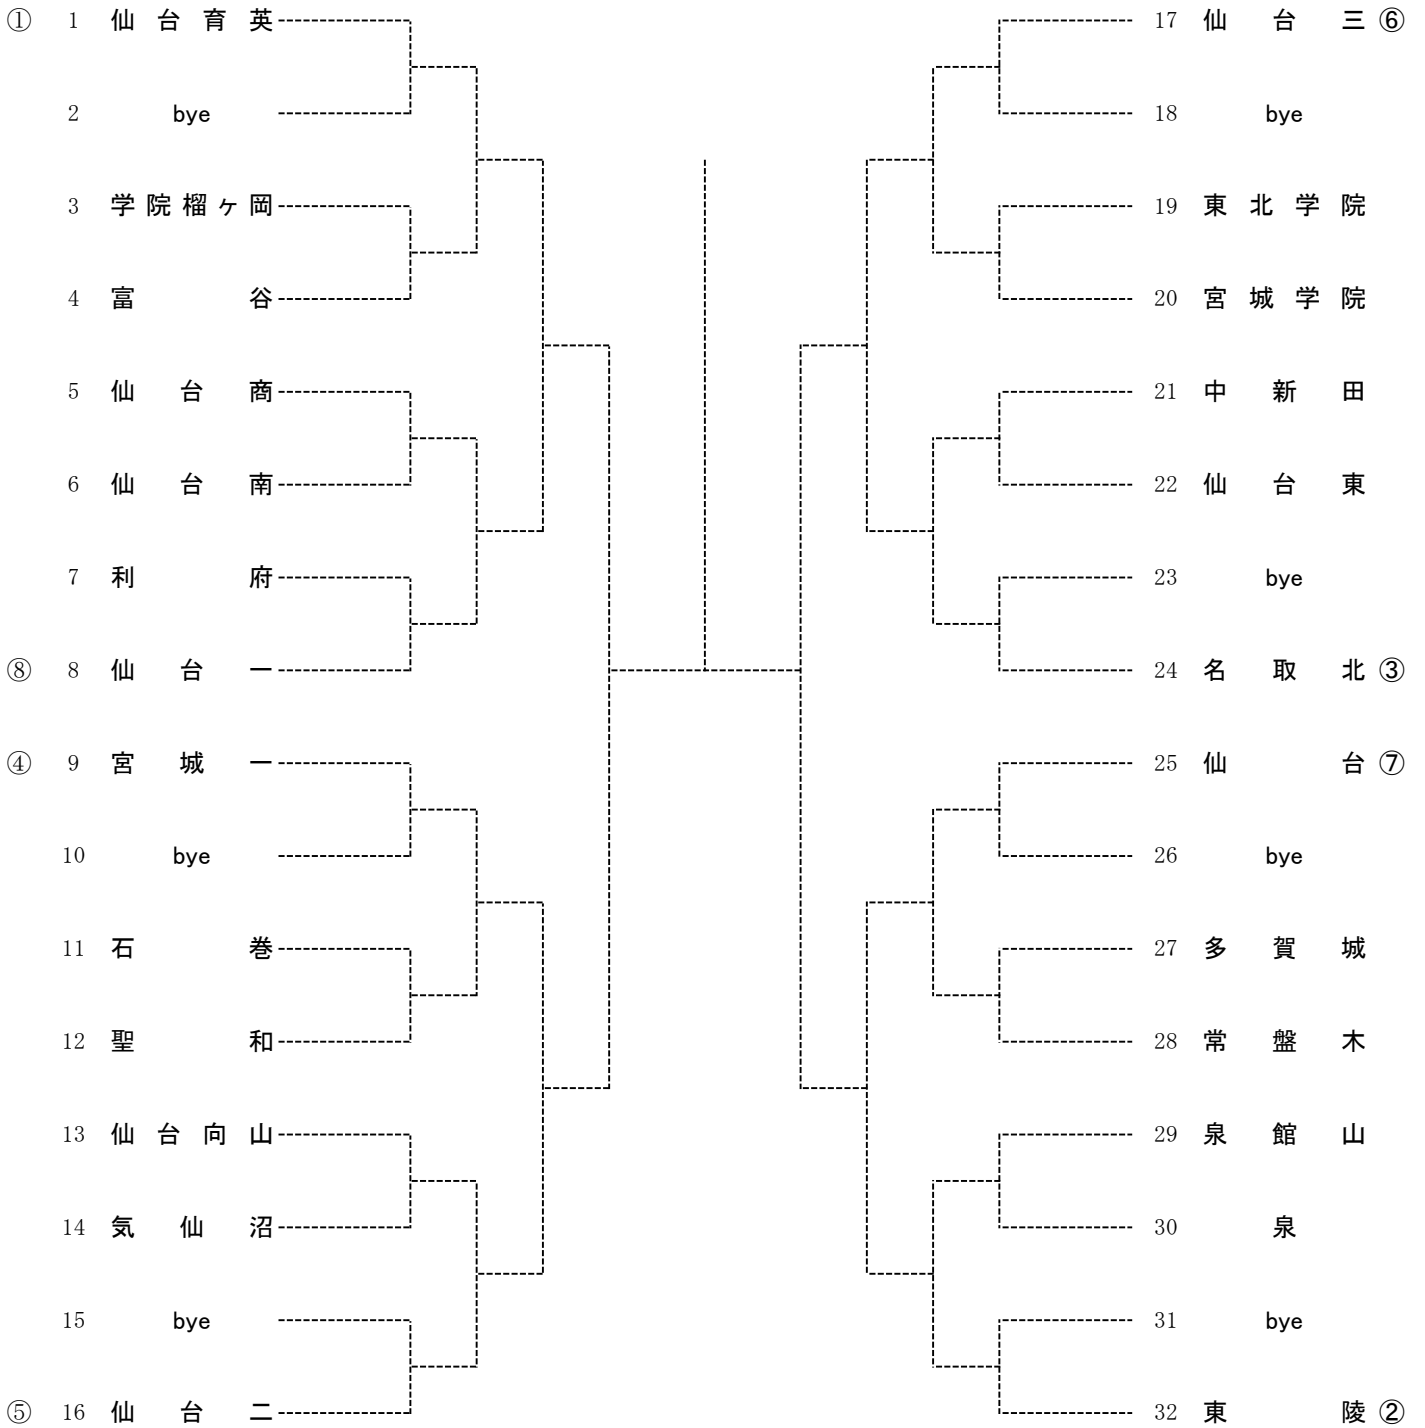 ① 1 仙台育英
2 bye
3 学院榴ヶ岡
4 富谷
5 仙台商
6 仙台南
7 利府
⑧ 8 仙台一
④ 9 宮城一
10 bye
11 石巻
12 聖和
13 仙台向山
14 気仙沼
15 bye
⑤ 16 仙台二
17 仙台三 ⑥
18 bye
19 東北学院
20 宮城学院
21 中新田
22 仙台東
23 bye
24 名取北 ③
25 仙台 ⑦
26 bye
27 多賀城
28 常盤木
29 泉館山
30 泉
31 bye
32 東陵 ②